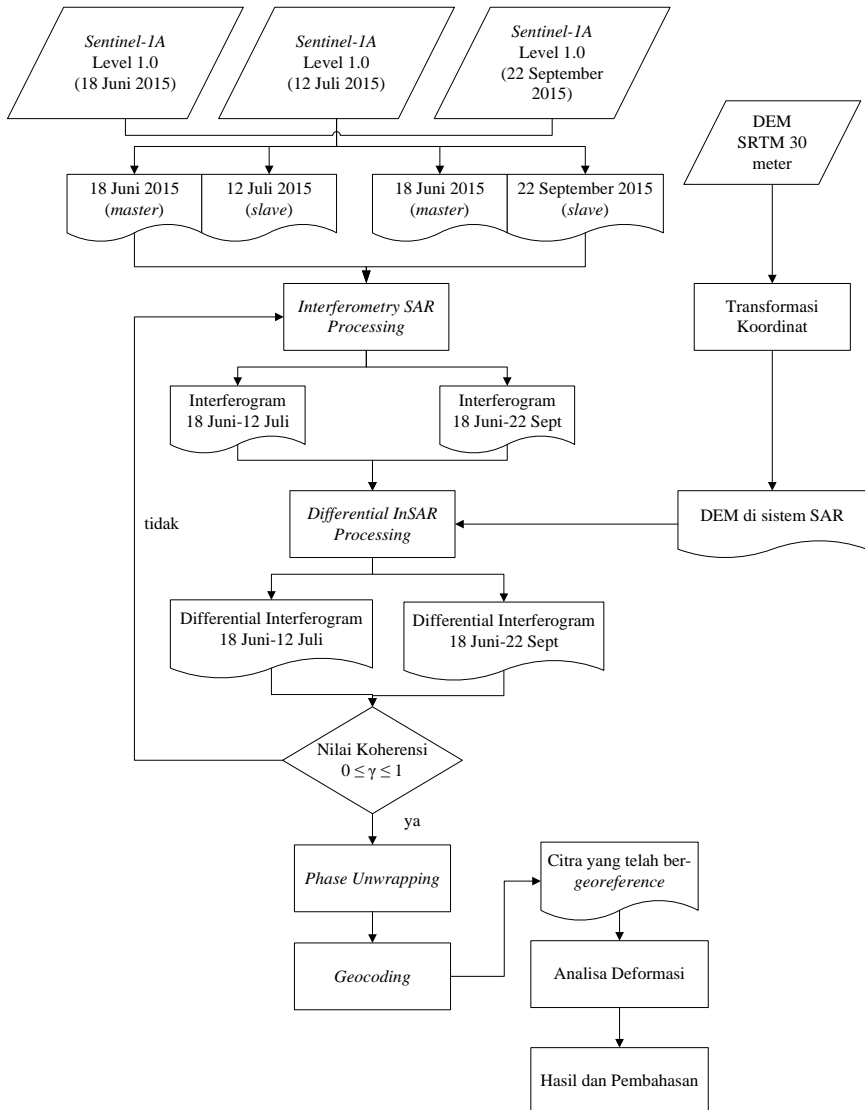 Sentinel-1A
Level 1.0
(18 Juni 2015)
Sentinel-1A
Level 1.0
(12 Juli 2015)
Sentinel-1A
Level 1.0
(22 September
2015)
DEM
SRTM 30
meter
18 Juni 2015
(master)
12 Juli 2015
(slave)
18 Juni 2015
(master)
22 September 2015
(slave)
Interferometry SAR
Processing
Transformasi
Koordinat
Interferogram
18 Juni-12 Juli
Interferogram
18 Juni-22 Sept
tidak
Differential InSAR
Processing
DEM di sistem SAR
Differential Interferogram
18 Juni-12 Juli
Differential Interferogram
18 Juni-22 Sept
Nilai Koherensi
0 ≤ γ ≤ 1
ya
Phase Unwrapping
Citra yang telah ber-
georeference
Geocoding
Analisa Deformasi
Hasil dan Pembahasan